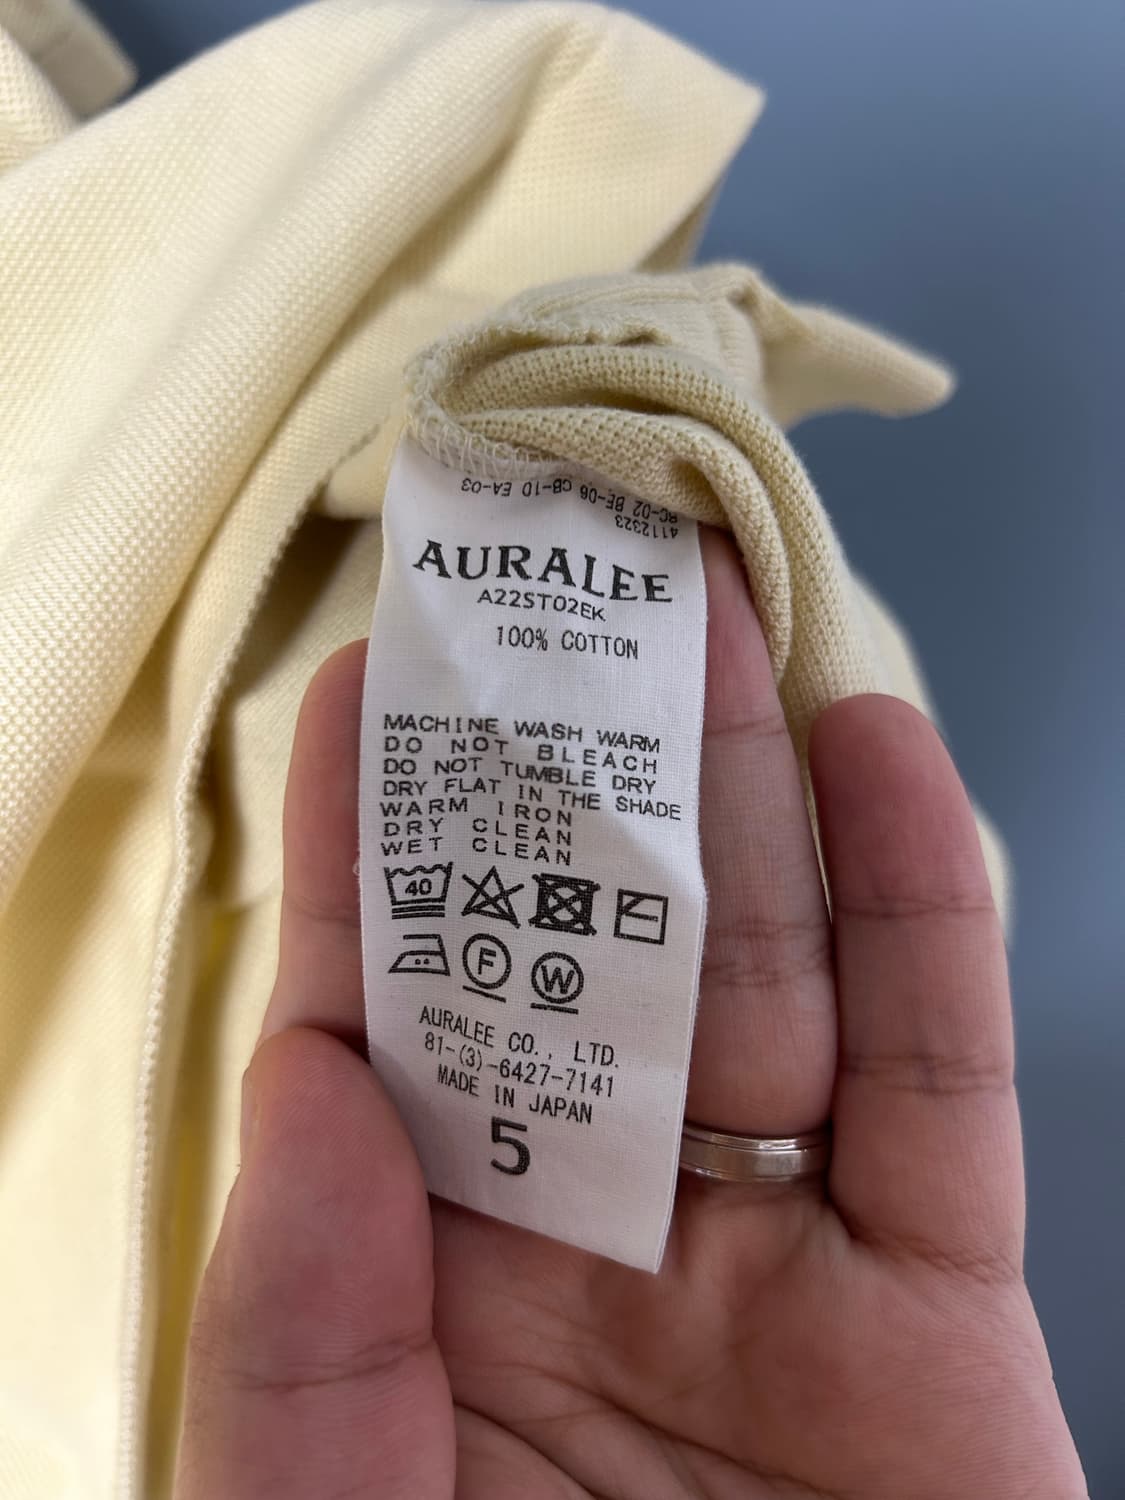 4112323
8C-02 BE-06 CB-10 EA-03
AURALEE
A22ST02EK
100% COTTON
MACHINE WASH WARM
DO NOT BLEACH
DO NOT TUMBLE DRY
DRY FLAT IN THE SHADE
WARM IRON
DRY CLEAN
WET CLEAN
40
F W
AURALEE CO., LTD.
81-(3)-6427-7141
MADE IN JAPAN
5